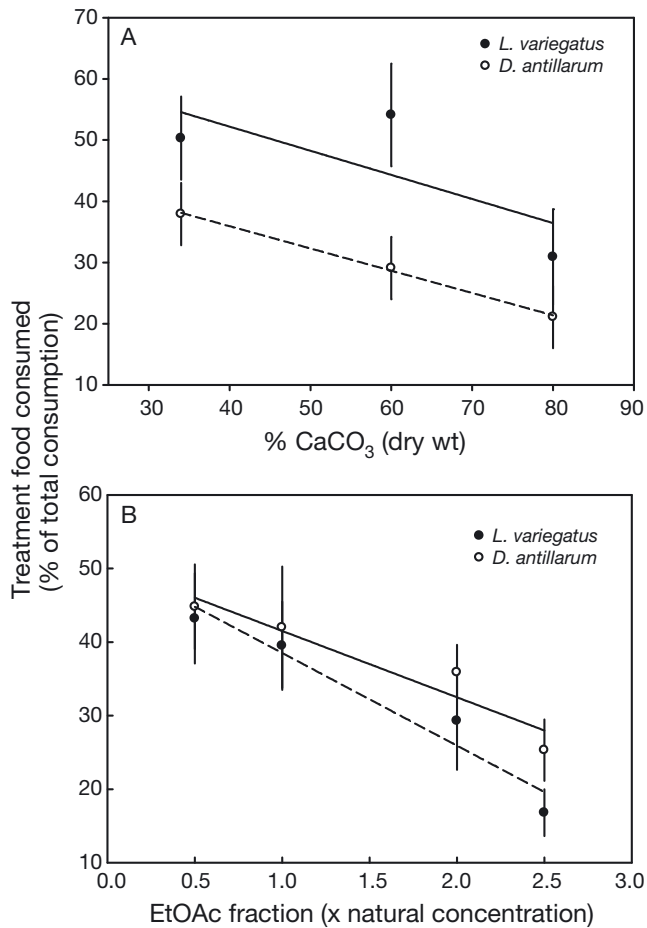 Treatment food consumed
(% of total consumption)
A
L. variegatus
D. antillarum
70
60
50
40
30
20
10
30 40 50 60 70 80 90
% CaCO₃ (dry wt)
B
L. variegatus
D. antillarum
60
50
40
30
20
10
0.0 0.5 1.0 1.5 2.0 2.5 3.0
EtOAc fraction (x natural concentration)